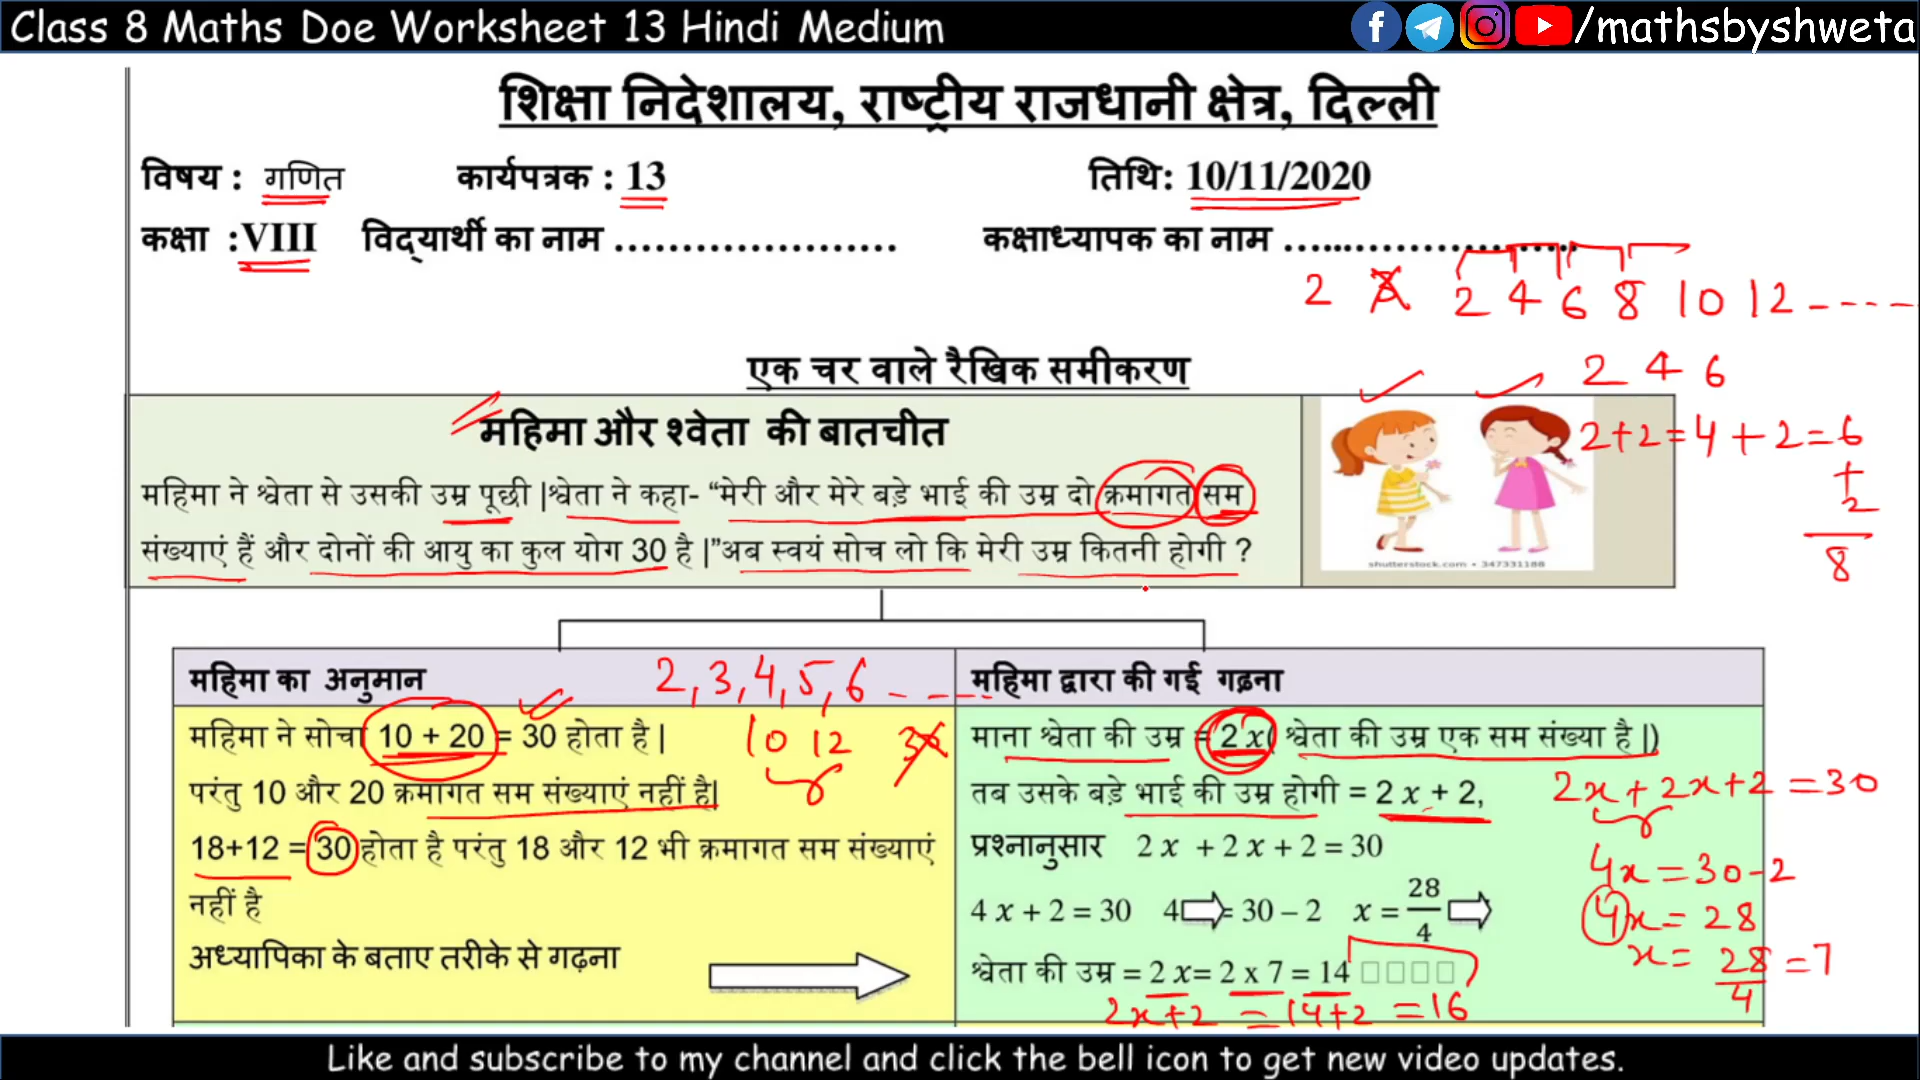 Class 8 Maths Doe Worksheet 13 Hindi Medium
/mathsbyshweta
शिक्षा निदेशालय, राष्ट्रीय राजधानी क्षेत्र, दिल्ली
विषय : गणित कार्यपत्रक : 13 तिथि: 10/11/2020
कक्षा :VIII विद्यार्थी का नाम ………………… कक्षाध्यापक का नाम …...……………..
2 2 4 6 8 10 12 -----
एक चर वाले रैखिक समीकरण
2 4 6
महिमा और श्वेता की बातचीत
2+2=4+2=6
+
2
8
महिमा ने श्वेता से उसकी उम्र पूछी |श्वेता ने कहा- “मेरी और मेरे बड़े भाई की उम्र दो क्रमागत सम
संख्याएं हैं और दोनों की आयु का कुल योग 30 है |”अब स्वयं सोच लो कि मेरी उम्र कितनी होगी ?
shutterstock.com • 347331188
महिमा का अनुमान
2,3,4,5,6 ----
महिमा ने सोचा 10 + 20 = 30 होता है |
10 12
परंतु 10 और 20 क्रमागत सम संख्याएं नहीं है|
18+12 = 30 होता है परंतु 18 और 12 भी क्रमागत सम संख्याएं
नहीं है
अध्यापिका के बताए तरीके से गढ़ना
महिमा द्वारा की गई गढ़ना
माना श्वेता की उम्र = 2 x( श्वेता की उम्र एक सम संख्या है |)
तब उसके बड़े भाई की उम्र होगी = 2 x + 2,
प्रश्नानुसार 2 x + 2 x + 2 = 30
4 x + 2 = 30 4 = 30 – 2 x = 28/4
श्वेता की उम्र = 2 x= 2 x 7 = 14
2x+2 = 14+2 = 16
2x+2x+2=30
4x=30-2
4x=28
x=28/4=7
Like and subscribe to my channel and click the bell icon to get new video updates.